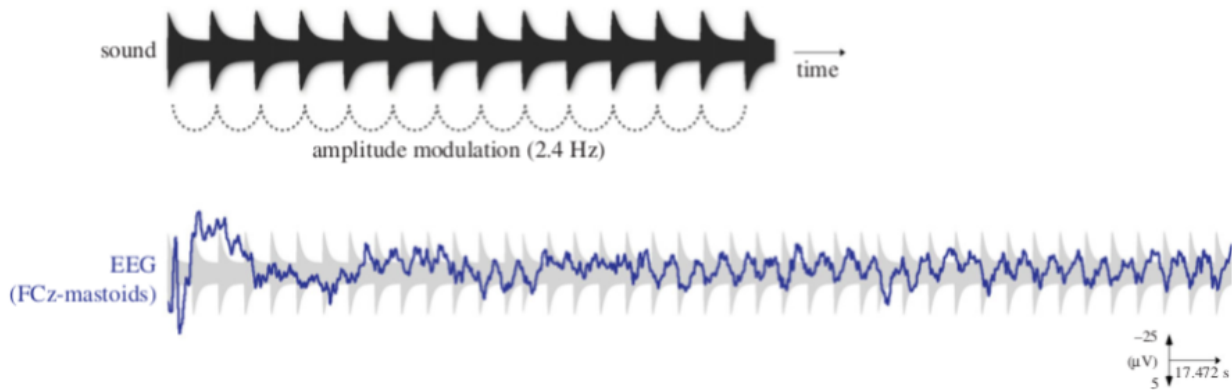 sound
time
amplitude modulation (2.4 Hz)
EEG
(FCz-mastoids)
−25
(μV)
17.472 s
5